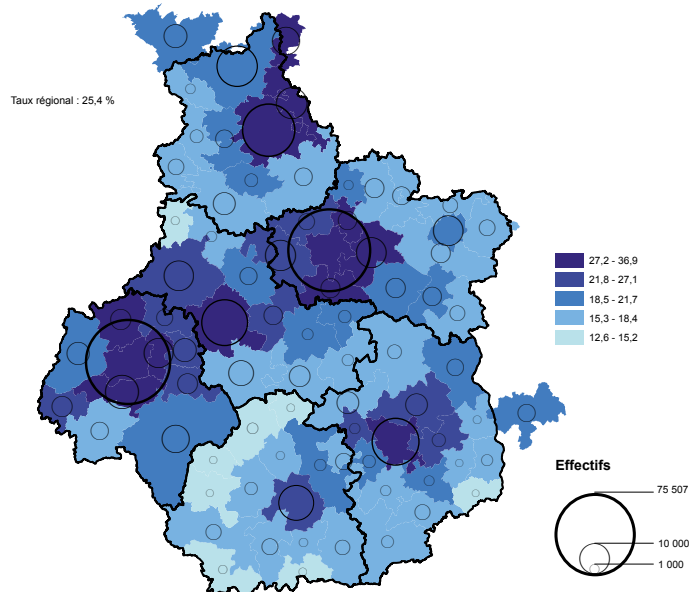 Taux régional : 25,4 %
27,2 - 36,9
21,8 - 27,1
18,5 - 21,7
15,3 - 18,4
12,6 - 15,2
Effectifs
75 507
10 000
1 000